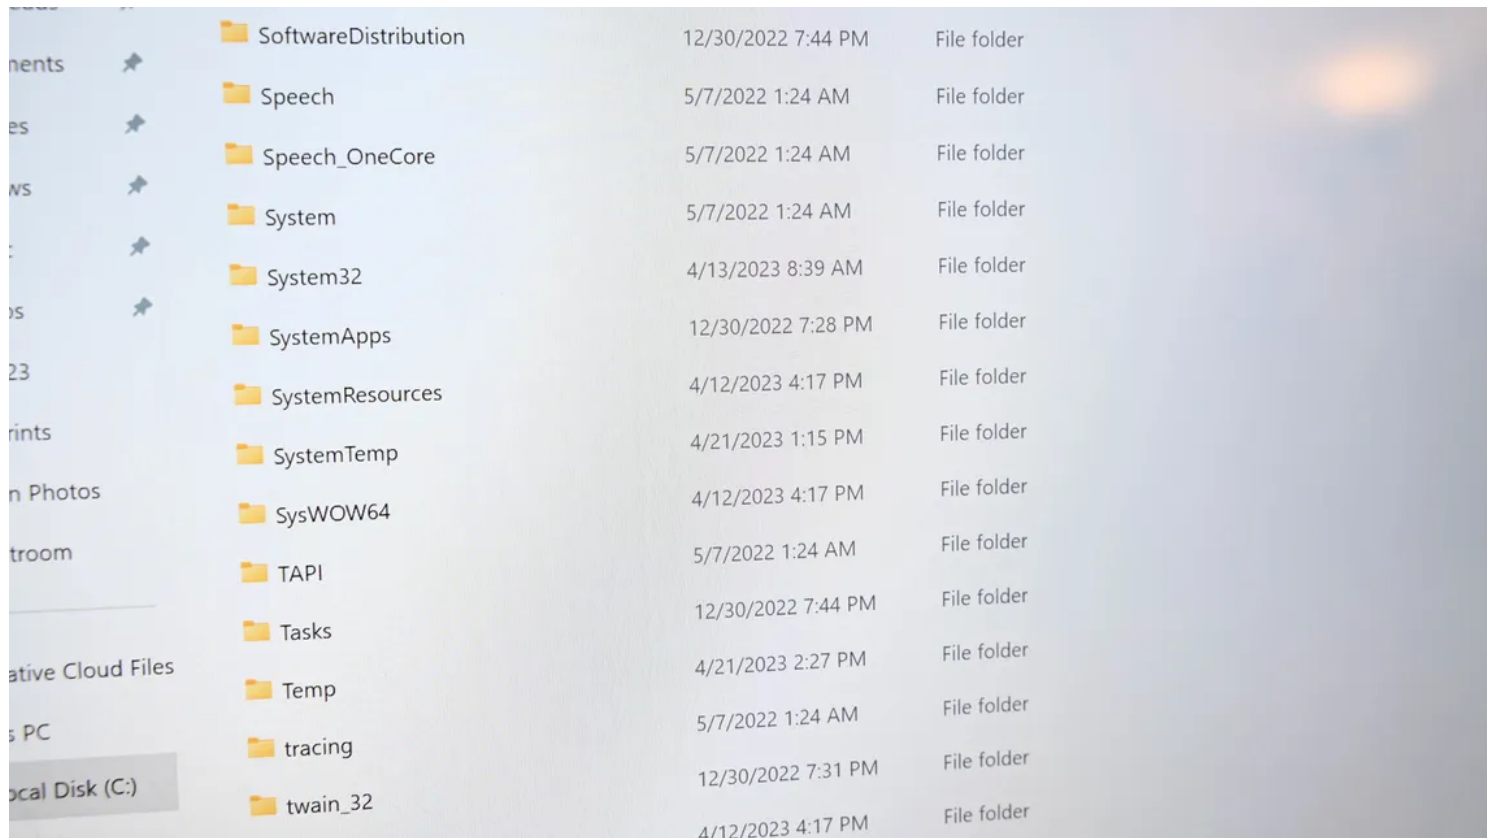 es
ws
23
rints
n Photos
troom
ative Cloud Files
s PC
ocal Disk (C:)
SoftwareDistribution 12/30/2022 7:44 PM File folder
Speech 5/7/2022 1:24 AM File folder
Speech_OneCore 5/7/2022 1:24 AM File folder
System 5/7/2022 1:24 AM File folder
System32 4/13/2023 8:39 AM File folder
SystemApps 12/30/2022 7:28 PM File folder
SystemResources 4/12/2023 4:17 PM File folder
SystemTemp 4/21/2023 1:15 PM File folder
SysWOW64 4/12/2023 4:17 PM File folder
TAPI 5/7/2022 1:24 AM File folder
Tasks 12/30/2022 7:44 PM File folder
Temp 4/21/2023 2:27 PM File folder
tracing 5/7/2022 1:24 AM File folder
twain_32 12/30/2022 7:31 PM File folder
4/12/2023 4:17 PM File folder